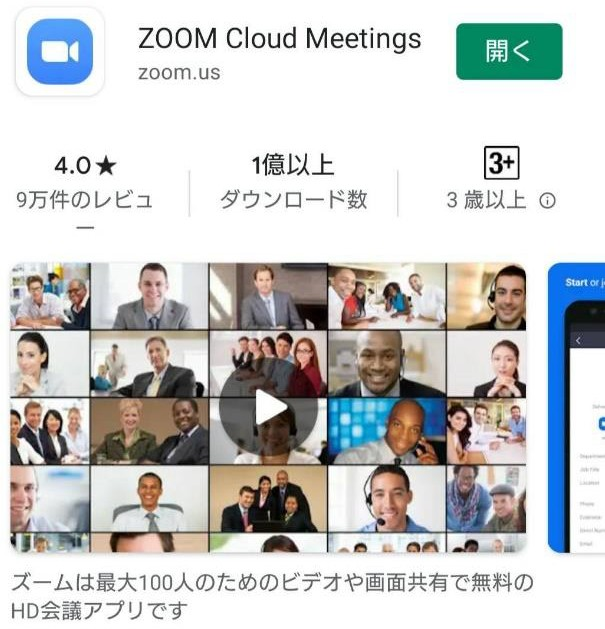 ZOOM Cloud Meetings
zoom.us
開く
4.0★
9万件のレビュ
ー
1億以上
ダウンロード数
3+
3 歳以上
Start or
ズームは最大100人のためのビデオや画面共有で無料の
HD会議アプリです